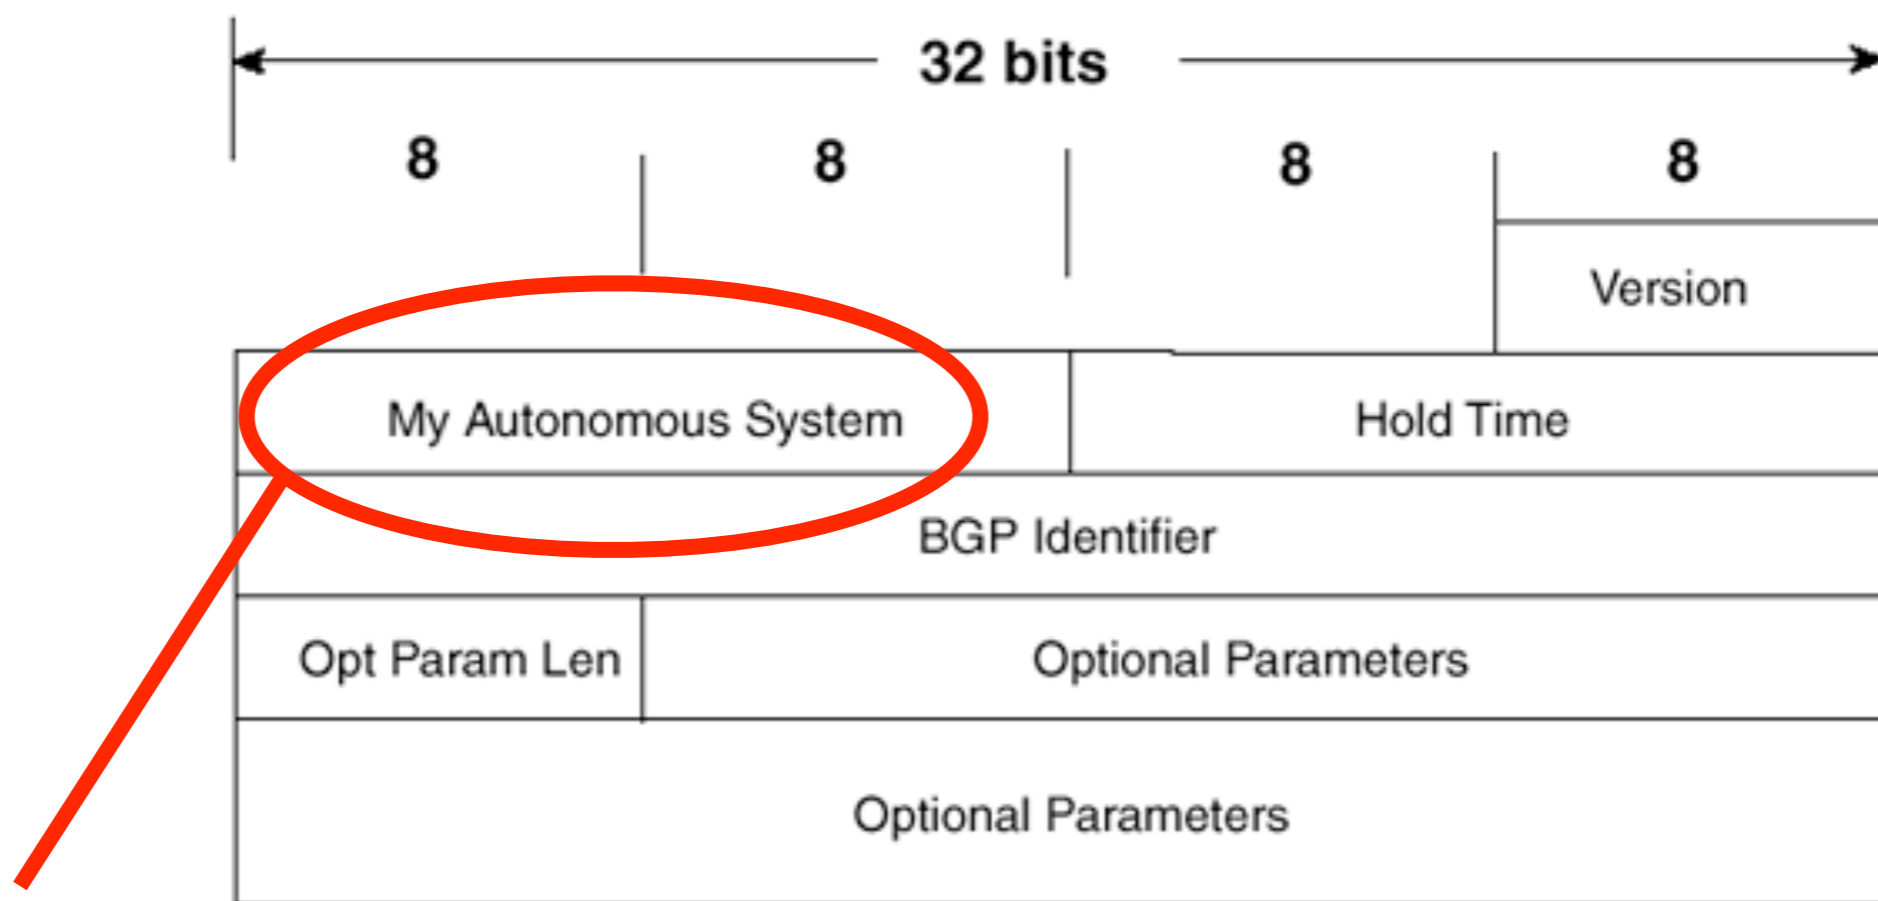 32 bits
8 8 8 8
Version
My Autonomous System Hold Time
BGP Identifier
Opt Param Len Optional Parameters
Optional Parameters